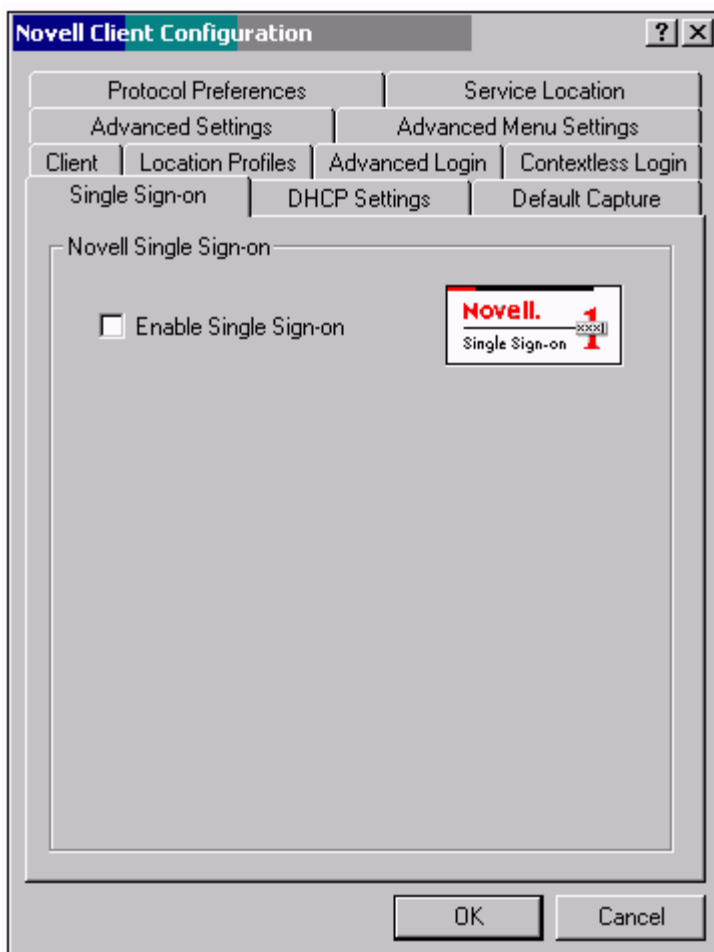 Novell Client Configuration
Protocol Preferences Service Location
Advanced Settings Advanced Menu Settings
Client Location Profiles Advanced Login Contextless Login
Single Sign-on DHCP Settings Default Capture
Novell Single Sign-on
Enable Single Sign-on
Novell. 1
xxx|
Single Sign-on
OK Cancel